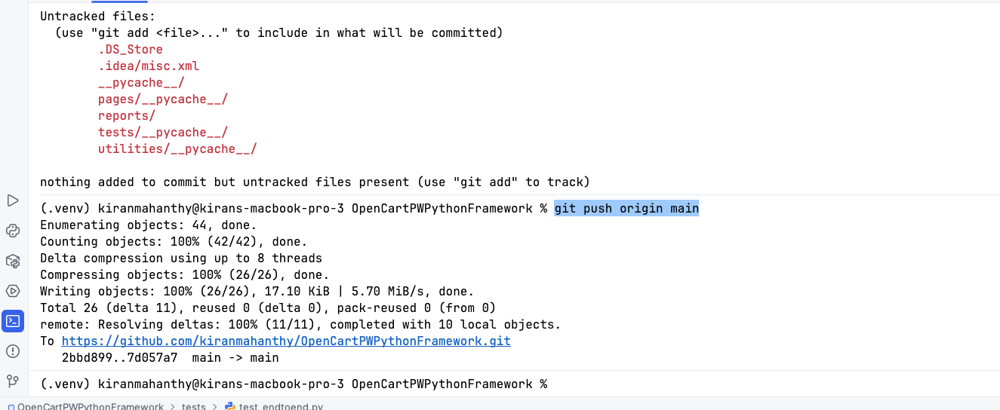 Untracked files:
(use "git add <file>..." to include in what will be committed)
.DS_Store
.idea/misc.xml
__pycache__/
pages/__pycache__/
reports/
tests/__pycache__/
utilities/__pycache__/
nothing added to commit but untracked files present (use "git add" to track)
(.venv) kiranmahanthy@kirans-macbook-pro-3 OpenCartPWPythonFramework % git push origin main
Enumerating objects: 44, done.
Counting objects: 100% (42/42), done.
Delta compression using up to 8 threads
Compressing objects: 100% (26/26), done.
Writing objects: 100% (26/26), 17.10 KiB | 5.70 MiB/s, done.
Total 26 (delta 11), reused 0 (delta 0), pack-reused 0 (from 0)
remote: Resolving deltas: 100% (11/11), completed with 10 local objects.
To https://github.com/kiranmahanthy/OpenCartPWPythonFramework.git
2bbd899..7d057a7  main -> main
(.venv) kiranmahanthy@kirans-macbook-pro-3 OpenCartPWPythonFramework %
OpenCartPWPythonFramework > tests > test_endtoend.py